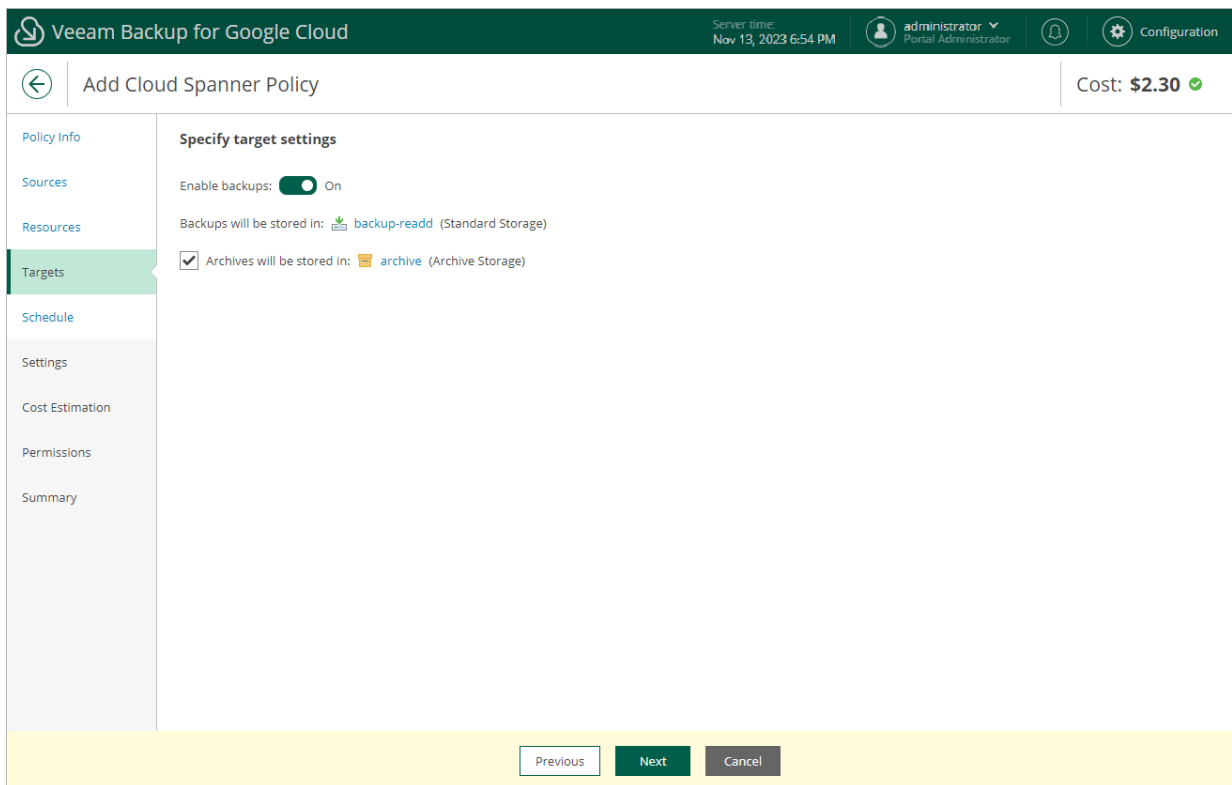 Veeam Backup for Google Cloud
Server time:
Nov 13, 2023 6:54 PM
administrator
Portal Administrator
Configuration
Add Cloud Spanner Policy
Cost: $2.30
Policy Info
Sources
Resources
Targets
Schedule
Settings
Cost Estimation
Permissions
Summary
Specify target settings
Enable backups: On
Backups will be stored in: backup-readd (Standard Storage)
Archives will be stored in: archive (Archive Storage)
Previous
Next
Cancel